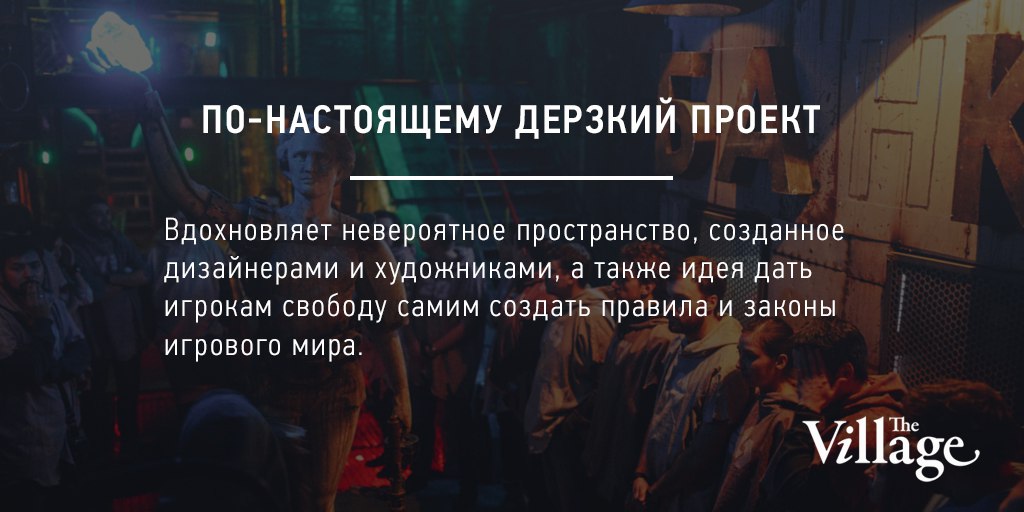 БАК
ПО-НАСТОЯЩЕМУ ДЕРЗКИЙ ПРОЕКТ
Вдохновляет невероятное пространство, созданное
дизайнерами и художниками, а также идея дать
игрокам свободу самим создать правила и законы
игрового мира.
The Village